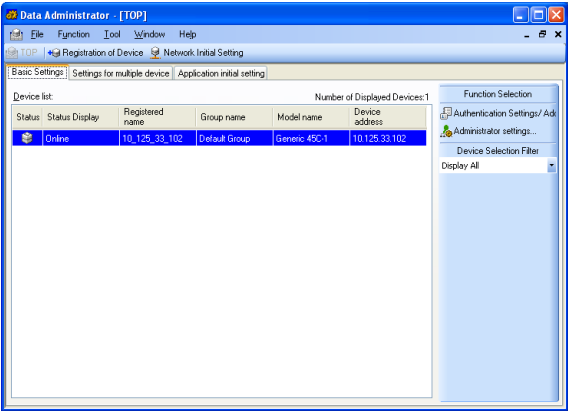 Data Administrator - [TOP]
File Function Tool Window Help
TOP Registration of Device Network Initial Setting
Basic Settings Settings for multiple device Application initial setting
Device list: Number of Displayed Devices:1
Status Status Display Registered name Group name Model name Device address
Online 10_125_33_102 Default Group Generic 45C-1 10.125.33.102
Function Selection
Authentication Settings/Add
Administrator settings...
Device Selection Filter
Display All